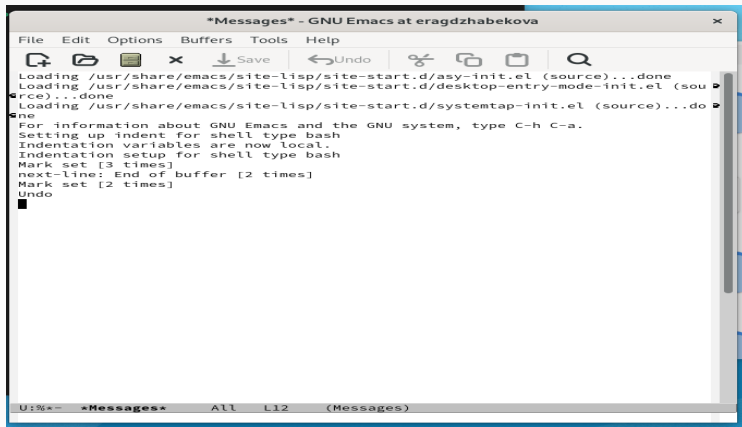 *Messages* - GNU Emacs at eragdzhabekova
File Edit Options Buffers Tools Help
Save Undo
Loading /usr/share/emacs/site-lisp/site-start.d/asy-init.el (source)...done
Loading /usr/share/emacs/site-lisp/site-start.d/desktop-entry-mode-init.el (sou
rce)...done
Loading /usr/share/emacs/site-lisp/site-start.d/systemtap-init.el (source)...do
ne
For information about GNU Emacs and the GNU system, type C-h C-a.
Setting up indent for shell type bash
Indentation variables are now local.
Indentation setup for shell type bash
Mark set [3 times]
next-line: End of buffer [2 times]
Mark set [2 times]
Undo
U:%*- *Messages* All L12 (Messages)